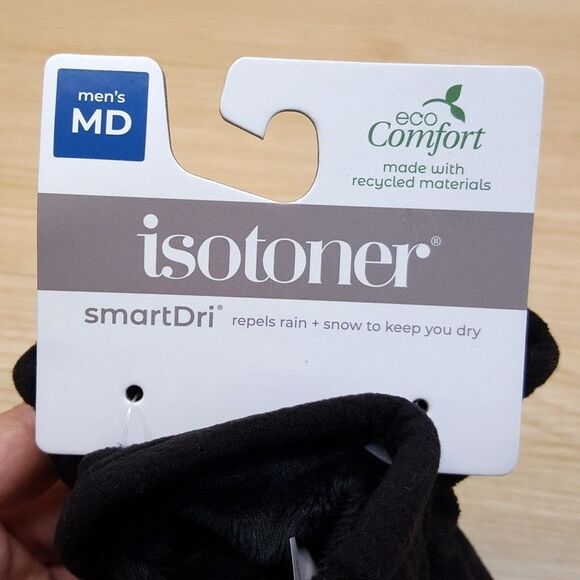 men's
MD
eco
Comfort
made with
recycled materials
isotoner®
smartDri® repels rain + snow to keep you dry